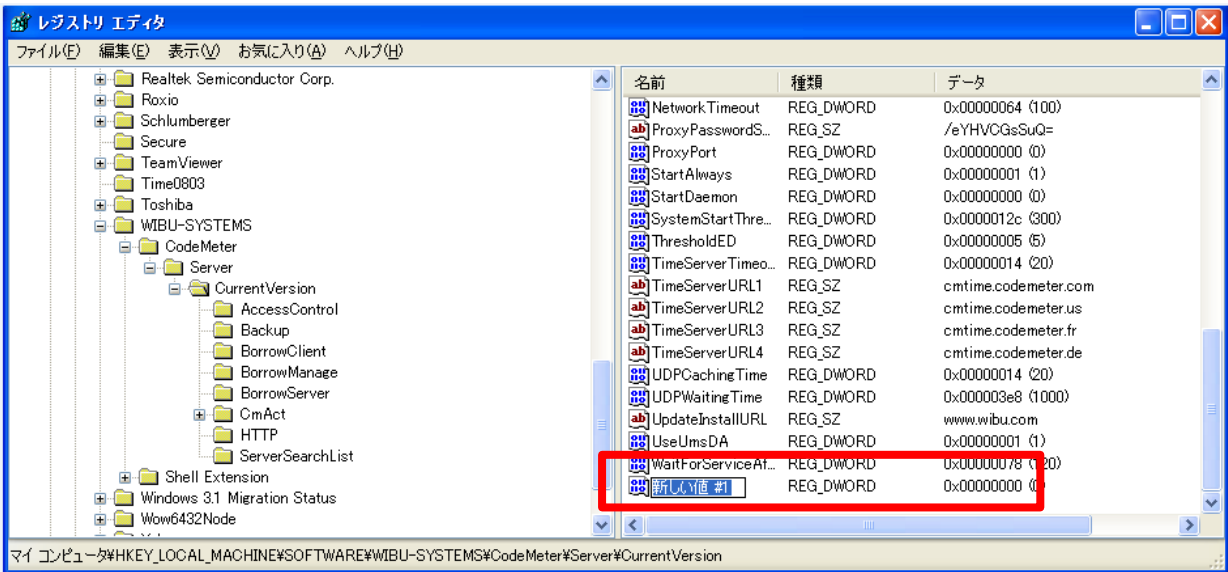 レジストリ エディタ
ファイル(F) 編集(E) 表示(V) お気に入り(A) ヘルプ(H)
Realtek Semiconductor Corp.
Roxio
Schlumberger
Secure
TeamViewer
Time0803
Toshiba
WIBU-SYSTEMS
CodeMeter
Server
CurrentVersion
AccessControl
Backup
BorrowClient
BorrowManage
BorrowServer
CmAct
HTTP
ServerSearchList
Shell Extension
Windows 3.1 Migration Status
Wow6432Node
名前 種類 データ
NetworkTimeout REG_DWORD 0x00000064 (100)
ProxyPasswordS... REG_SZ /eYHVCGsSuQ=
ProxyPort REG_DWORD 0x00000000 (0)
StartAlways REG_DWORD 0x00000001 (1)
StartDaemon REG_DWORD 0x00000000 (0)
SystemStartThre... REG_DWORD 0x0000012c (300)
ThresholdED REG_DWORD 0x00000005 (5)
TimeServerTimeo... REG_DWORD 0x00000014 (20)
TimeServerURL1 REG_SZ cmtime.codemeter.com
TimeServerURL2 REG_SZ cmtime.codemeter.us
TimeServerURL3 REG_SZ cmtime.codemeter.fr
TimeServerURL4 REG_SZ cmtime.codemeter.de
UDPCachingTime REG_DWORD 0x00000014 (20)
UDPWaitingTime REG_DWORD 0x000003e8 (1000)
UpdateInstallURL REG_SZ www.wibu.com
UseUmsDA REG_DWORD 0x00000001 (1)
WaitForServiceAf... REG_DWORD 0x00000078 (120)
新しい値 #1 REG_DWORD 0x00000000 (0)
マイ コンピュータ¥HKEY_LOCAL_MACHINE¥SOFTWARE¥WIBU-SYSTEMS¥CodeMeter¥Server¥CurrentVersion